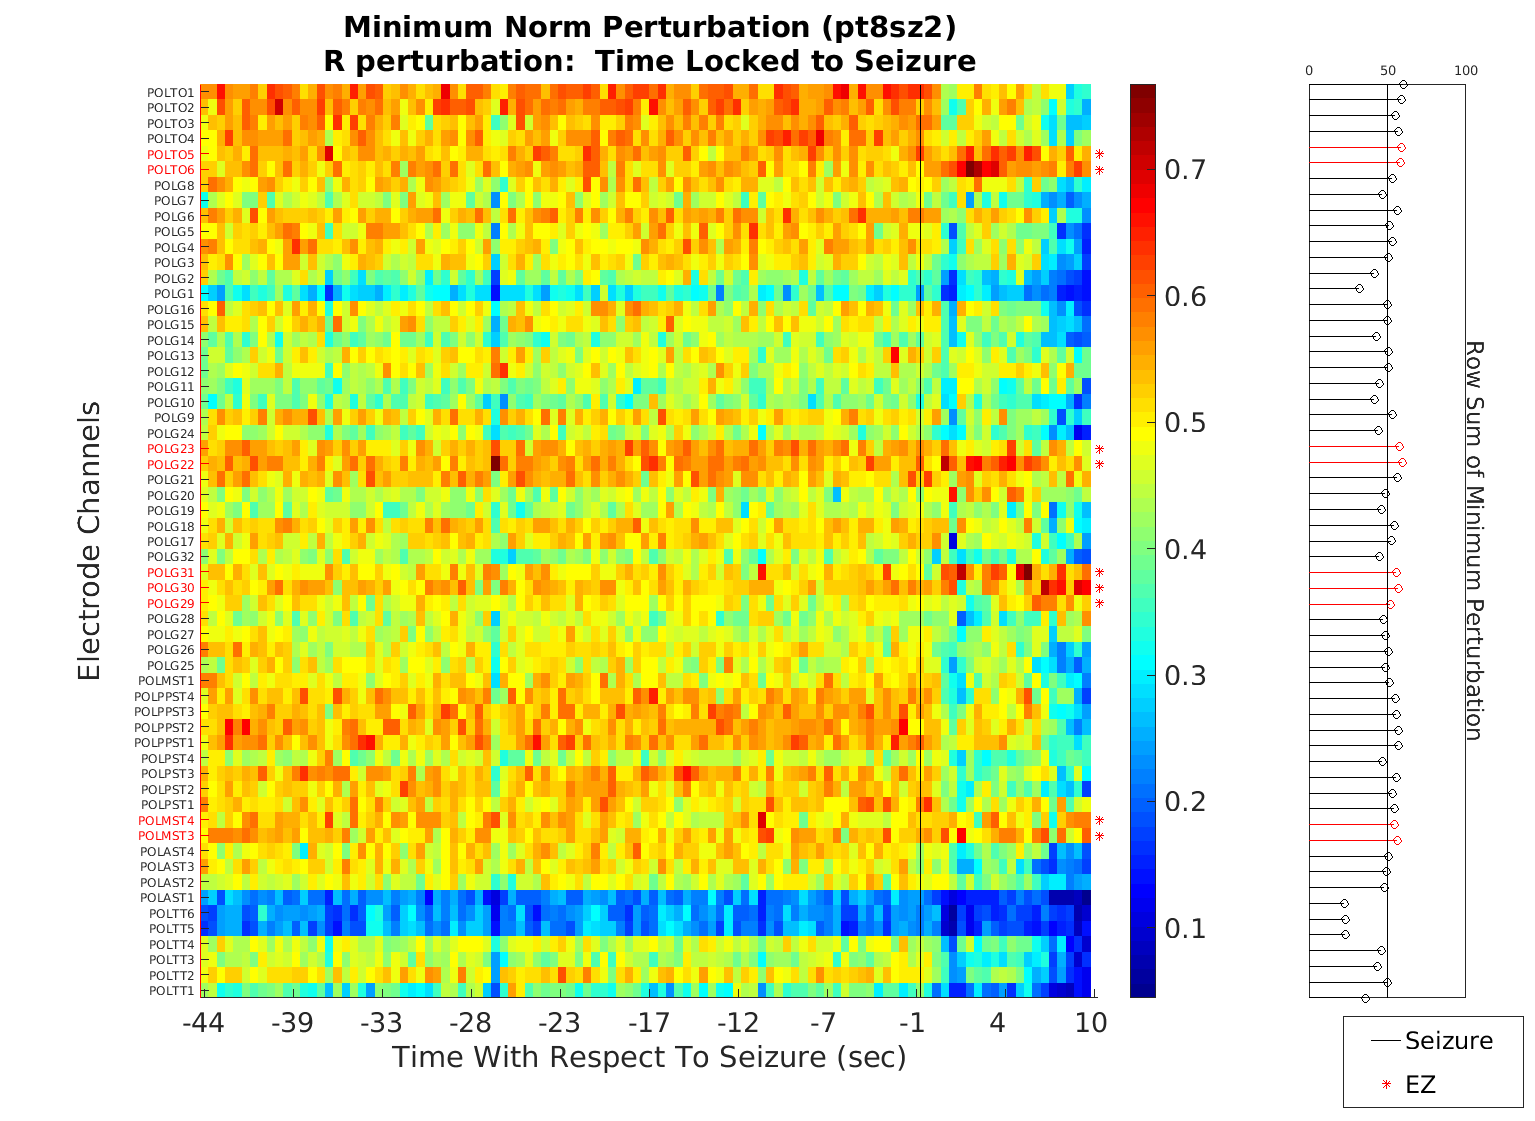 Minimum Norm Perturbation (pt8sz2)
R perturbation: Time Locked to Seizure
Electrode Channels
POLTO1
POLTO2
POLTO3
POLTO4
POLTO5
POLTO6
POLG8
POLG7
POLG6
POLG5
POLG4
POLG3
POLG2
POLG1
POLG16
POLG15
POLG14
POLG13
POLG12
POLG11
POLG10
POLG9
POLG24
POLG23
POLG22
POLG21
POLG20
POLG19
POLG18
POLG17
POLG32
POLG31
POLG30
POLG29
POLG28
POLG27
POLG26
POLG25
POLMST1
POLPPST4
POLPPST3
POLPPST2
POLPPST1
POLPST4
POLPST3
POLPST2
POLPST1
POLMST4
POLMST3
POLAST4
POLAST3
POLAST2
POLAST1
POLTT6
POLTT5
POLTT4
POLTT3
POLTT2
POLTT1
-44 -39 -33 -28 -23 -17 -12 -7 -1 4 10
Time With Respect To Seizure (sec)
0.7
0.6
0.5
0.4
0.3
0.2
0.1
0 50 100
Row Sum of Minimum Perturbation
Seizure
EZ